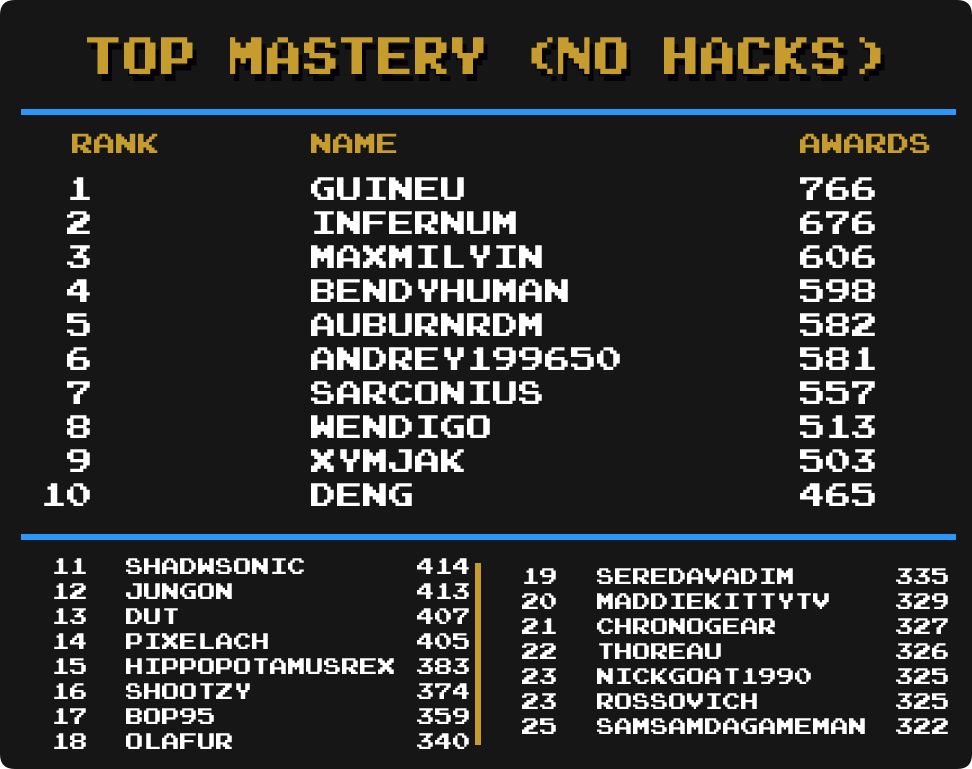 TOP MASTERY (NO HACKS)
RANK NAME AWARDS
1 GUINEU 766
2 INFERNUM 676
3 MAXMILYIN 606
4 BENDYHUMAN 598
5 AUBURNRDM 582
6 ANDREY199650 581
7 SARCONIUS 557
8 WENDIGO 513
9 XYMJAK 503
10 DENG 465
11 SHADWSONIC 414
12 JUNGON 413
13 DUT 407
14 PIXELACH 405
15 HIPPOPOTAMUSREX 383
16 SHOOTZY 374
17 BOP95 359
18 OLAFUR 340
19 SEREDAVADIM 335
20 MADDIEKITTYTV 329
21 CHRONOGEAR 327
22 THOREAU 326
23 NICKGOAT1990 325
23 ROSSOVICH 325
25 SAMSAMDAGAMEMAN 322